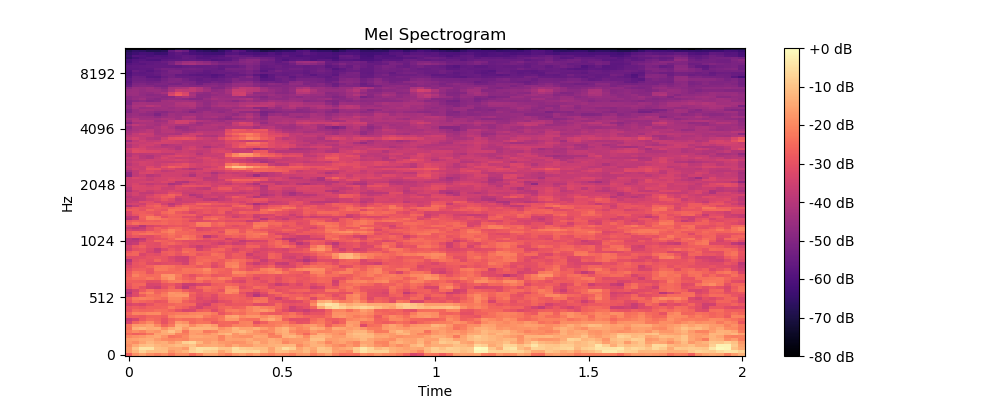 Mel Spectrogram
Hz
8192
4096
2048
1024
512
0
0
0.5
1
1.5
2
Time
+0 dB
-10 dB
-20 dB
-30 dB
-40 dB
-50 dB
-60 dB
-70 dB
-80 dB